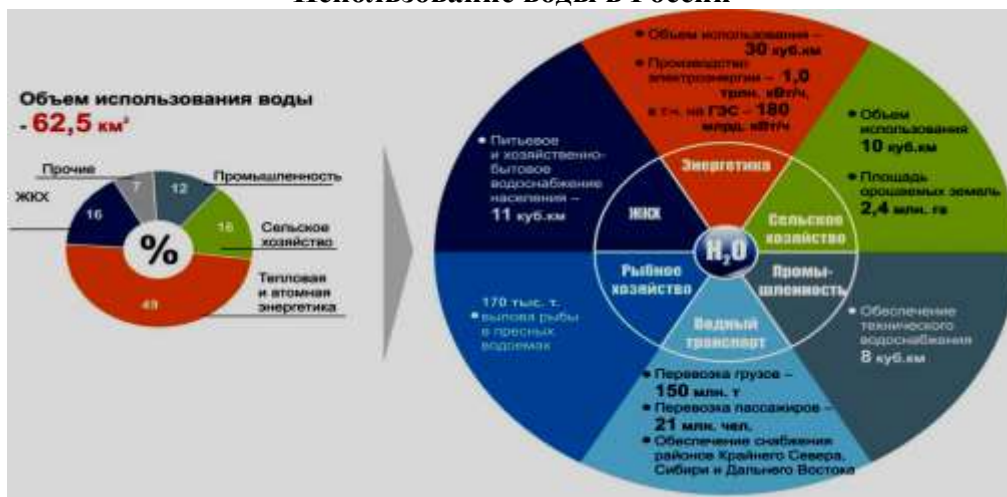 Использование воды в России
Объем использования воды
- 62,5 км³
Прочие
7
12
Промышленность
ЖКХ
16
16
Сельское
хозяйство
%
49
Тепловая
и атомная
энергетика
Объем использования –
30 куб.км
Производство
электроэнергии – 1,0
трлн. кВт/ч,
в т.ч. на ГЭС – 180
млрд. кВт/ч
Энергетика
Объем
использования
10 куб.км
Площадь
орошаемых земель
2,4 млн. га
Сельское
хозяйство
Питьевое
и хозяйственно-
бытовое
водоснабжение
населения –
11 куб.км
ЖКХ
H₂O
Рыбное
хозяйство
Промы-
шленность
170 тыс. т.
вылова рыбы
в пресных
водоемах
Обеспечение
технического
водоснабжения
8 куб.км
Водный
транспорт
Перевозка грузов –
150 млн. т
Перевозка пассажиров –
21 млн. чел.
Обеспечение снабжения
районов Крайнего Севера,
Сибири и Дальнего Востока